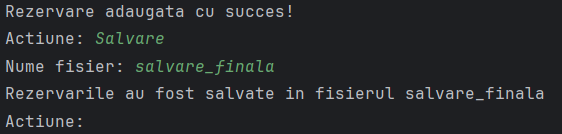 Rezervare adaugata cu succes!
Actiune: Salvare
Nume fisier: salvare_finala
Rezervarile au fost salvate in fisierul salvare_finala
Actiune: